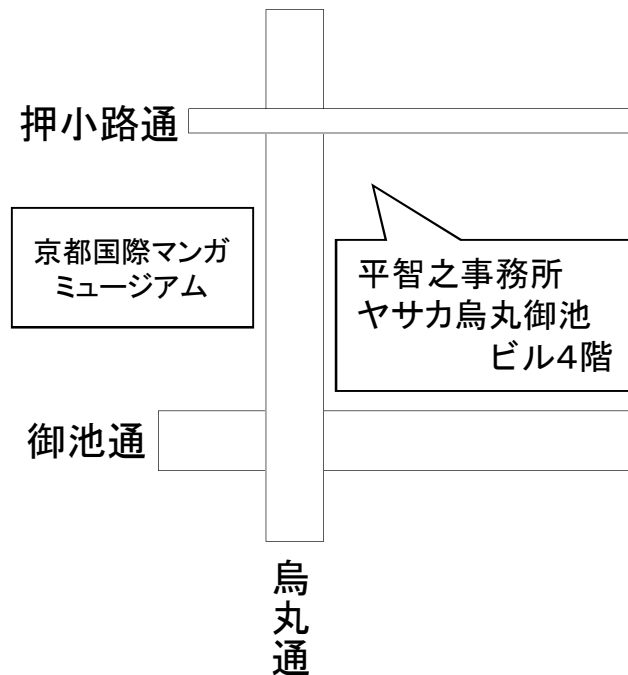 押小路通
京都国際マンガ
ミュージアム
平智之事務所
ヤサカ烏丸御池
ビル4階
御池通
烏丸通